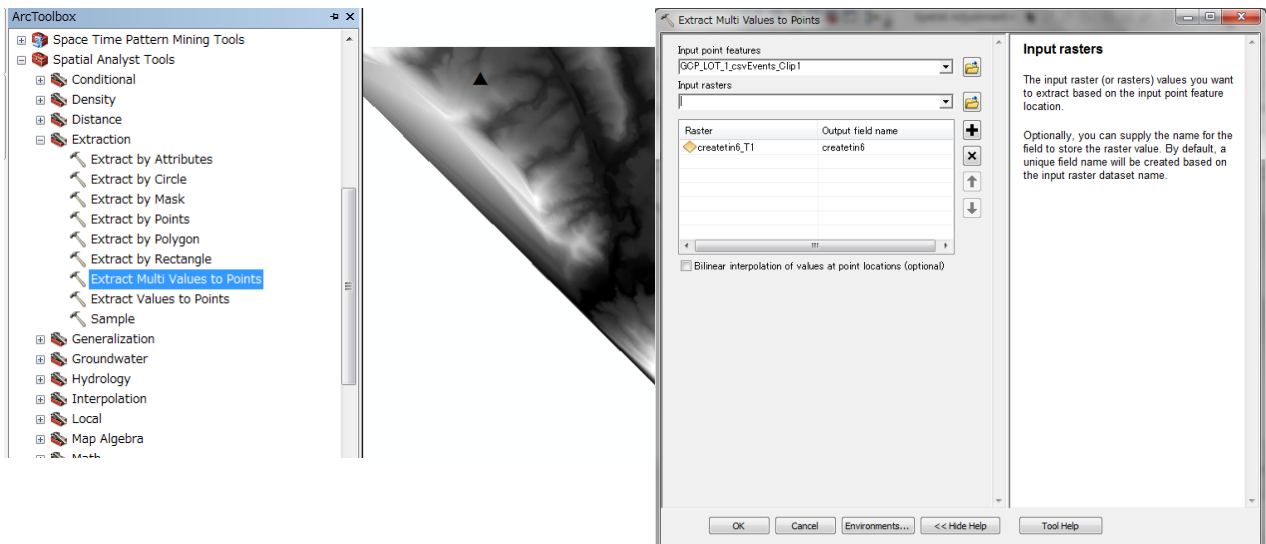 ArcToolbox
Space Time Pattern Mining Tools
Spatial Analyst Tools
Conditional
Density
Distance
Extraction
Extract by Attributes
Extract by Circle
Extract by Mask
Extract by Points
Extract by Polygon
Extract by Rectangle
Extract Multi Values to Points
Extract Values to Points
Sample
Generalization
Groundwater
Hydrology
Interpolation
Local
Map Algebra
Math
Extract Multi Values to Points
Input point features
GCP_LOT_1_csvEvents_Clip1
Input rasters
Raster Output field name
createtin6_T1 createtin6
Bilinear interpolation of values at point locations (optional)
OK Cancel Environments... << Hide Help Tool Help
Input rasters
The input raster (or rasters) values you want
to extract based on the input point feature
location.
Optionally, you can supply the name for the
field to store the raster value. By default, a
unique field name will be created based on
the input raster dataset name.